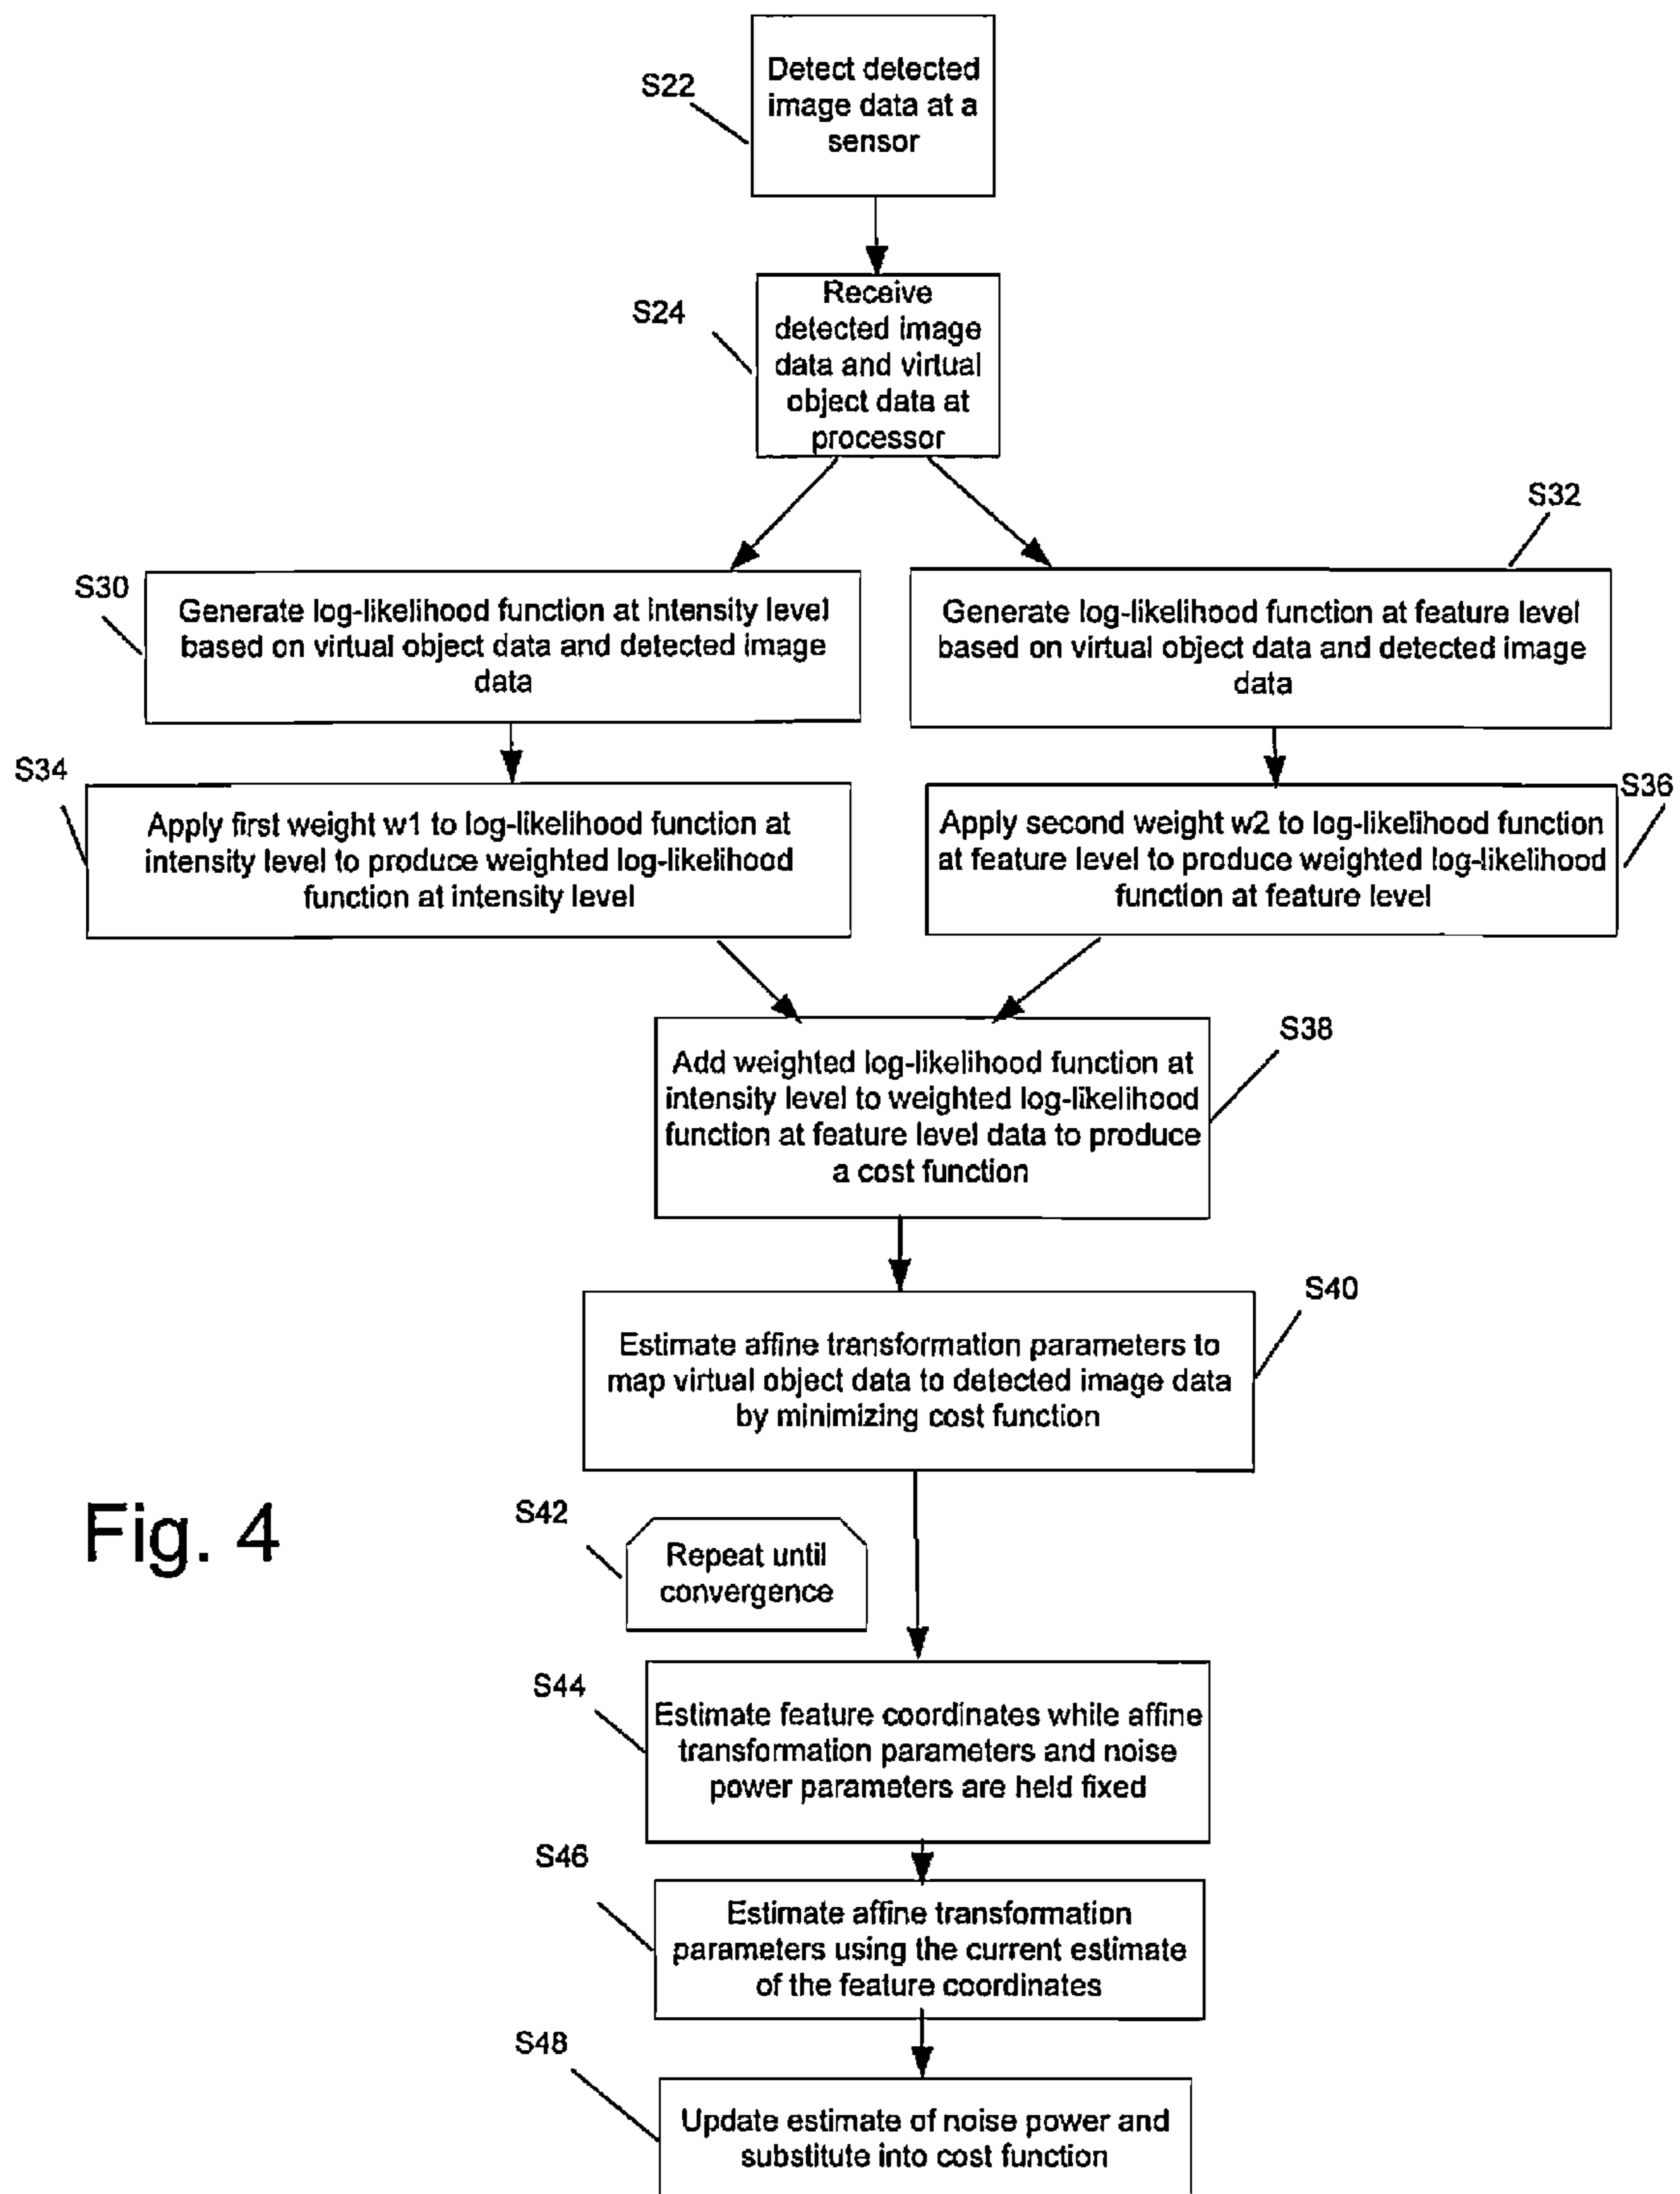 S22
Detect detected
image data at a
sensor
S24
Receive
detected image
data and virtual
object data at
processor
S30
Generate log-likelihood function at intensity level
based on virtual object data and detected image
data
S32
Generate log-likelihood function at feature level
based on virtual object data and detected image
data
S34
Apply first weight w1 to log-likelihood function at
intensity level to produce weighted log-likelihood
function at intensity level
S36
Apply second weight w2 to log-likelihood function
at feature level to produce weighted log-likelihood
function at feature level
S38
Add weighted log-likelihood function at
intensity level to weighted log-likelihood
function at feature level data to produce
a cost function
S40
Estimate affine transformation parameters to
map virtual object data to detected image data
by minimizing cost function
Fig. 4
S42
Repeat until
convergence
S44
Estimate feature coordinates while affine
transformation parameters and noise
power parameters are held fixed
S46
Estimate affine transformation
parameters using the current estimate
of the feature coordinates
S48
Update estimate of noise power and
substitute into cost function